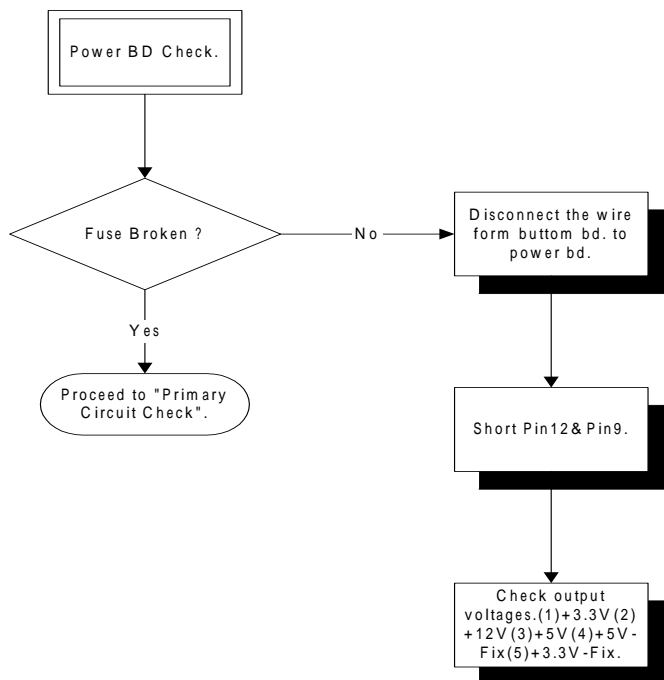 Power BD Check.
Fuse Broken ?
No
Disconnect the wire
form buttom bd. to
power bd.
Yes
Proceed to "Primary
Circuit Check".
Short Pin12& Pin9.
Check output
voltages.(1)+3.3V(2)
+12V(3)+5V(4)+5V-
Fix(5)+3.3V-Fix.